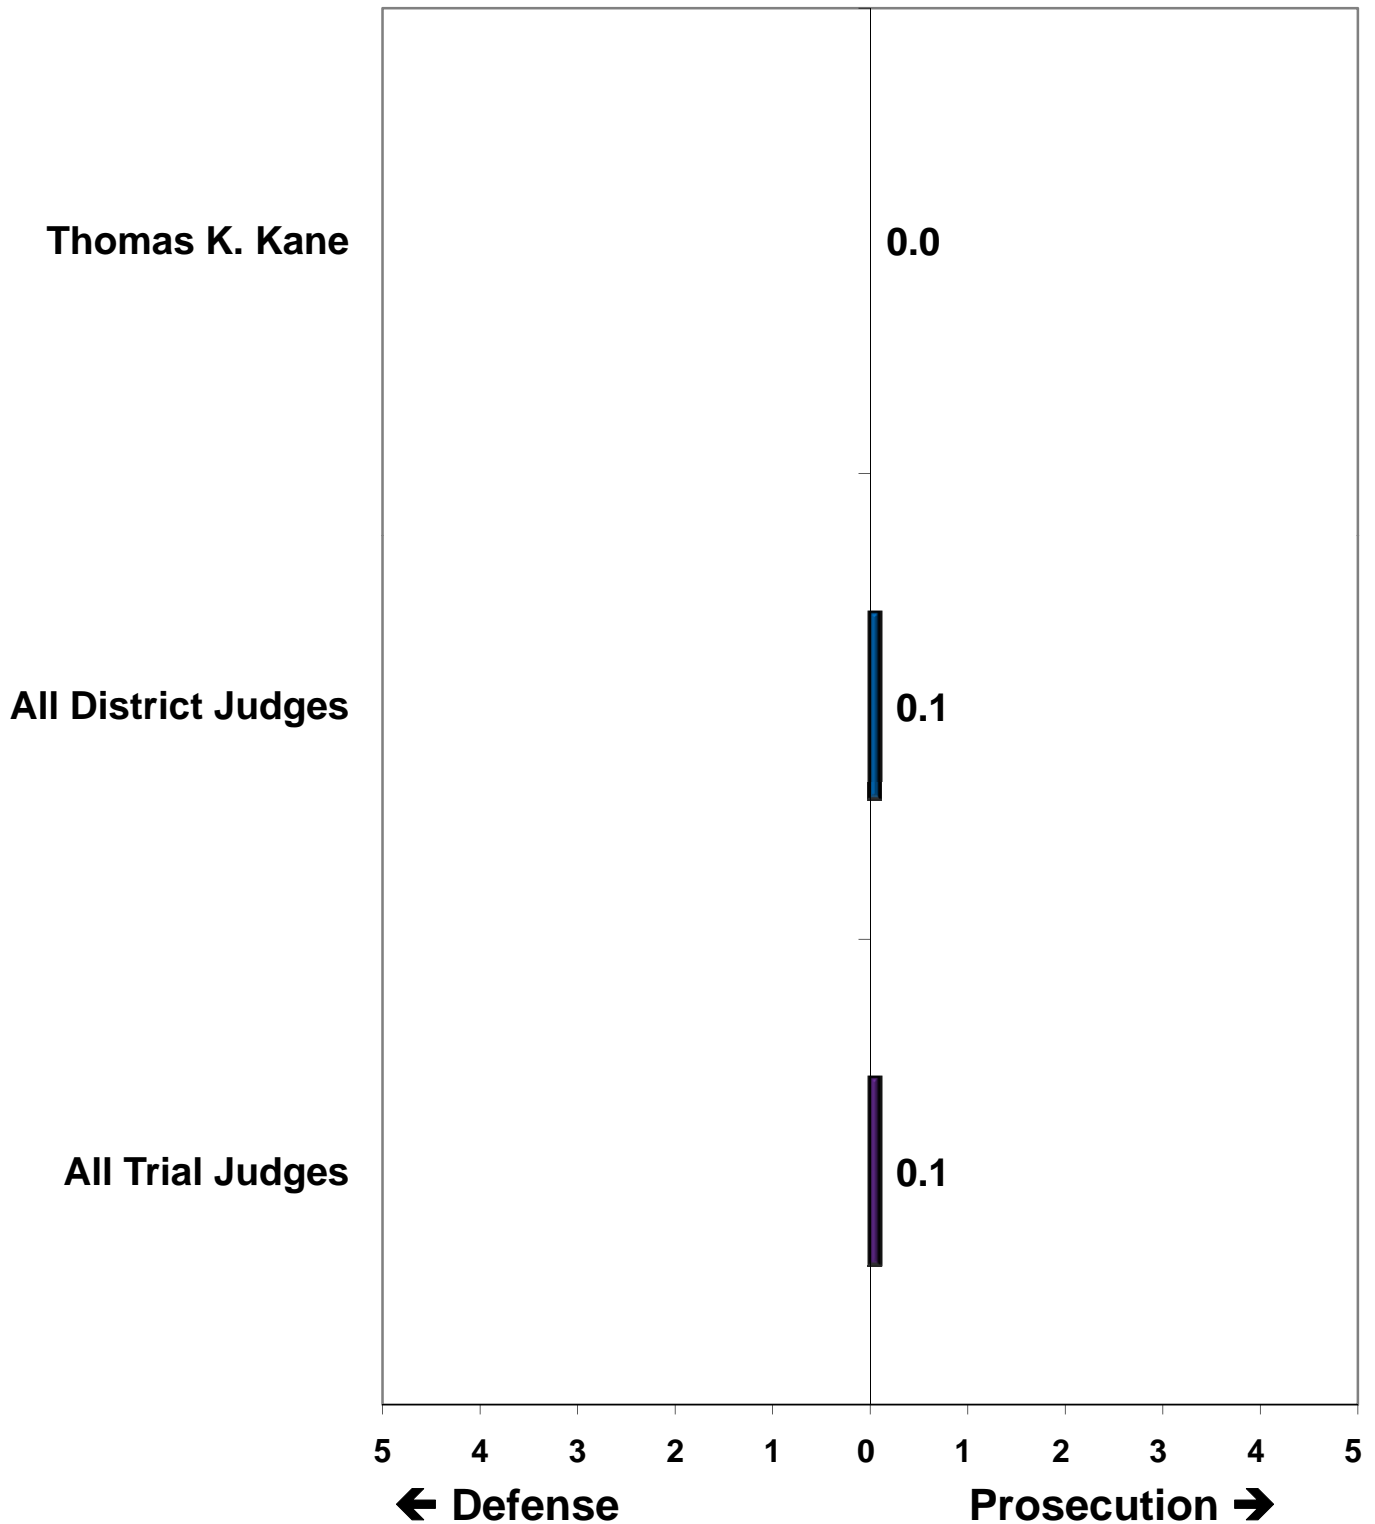 Thomas K. Kane
0.0
All District Judges
0.1
All Trial Judges
0.1
5 4 3 2 1 0 1 2 3 4 5
← Defense Prosecution →